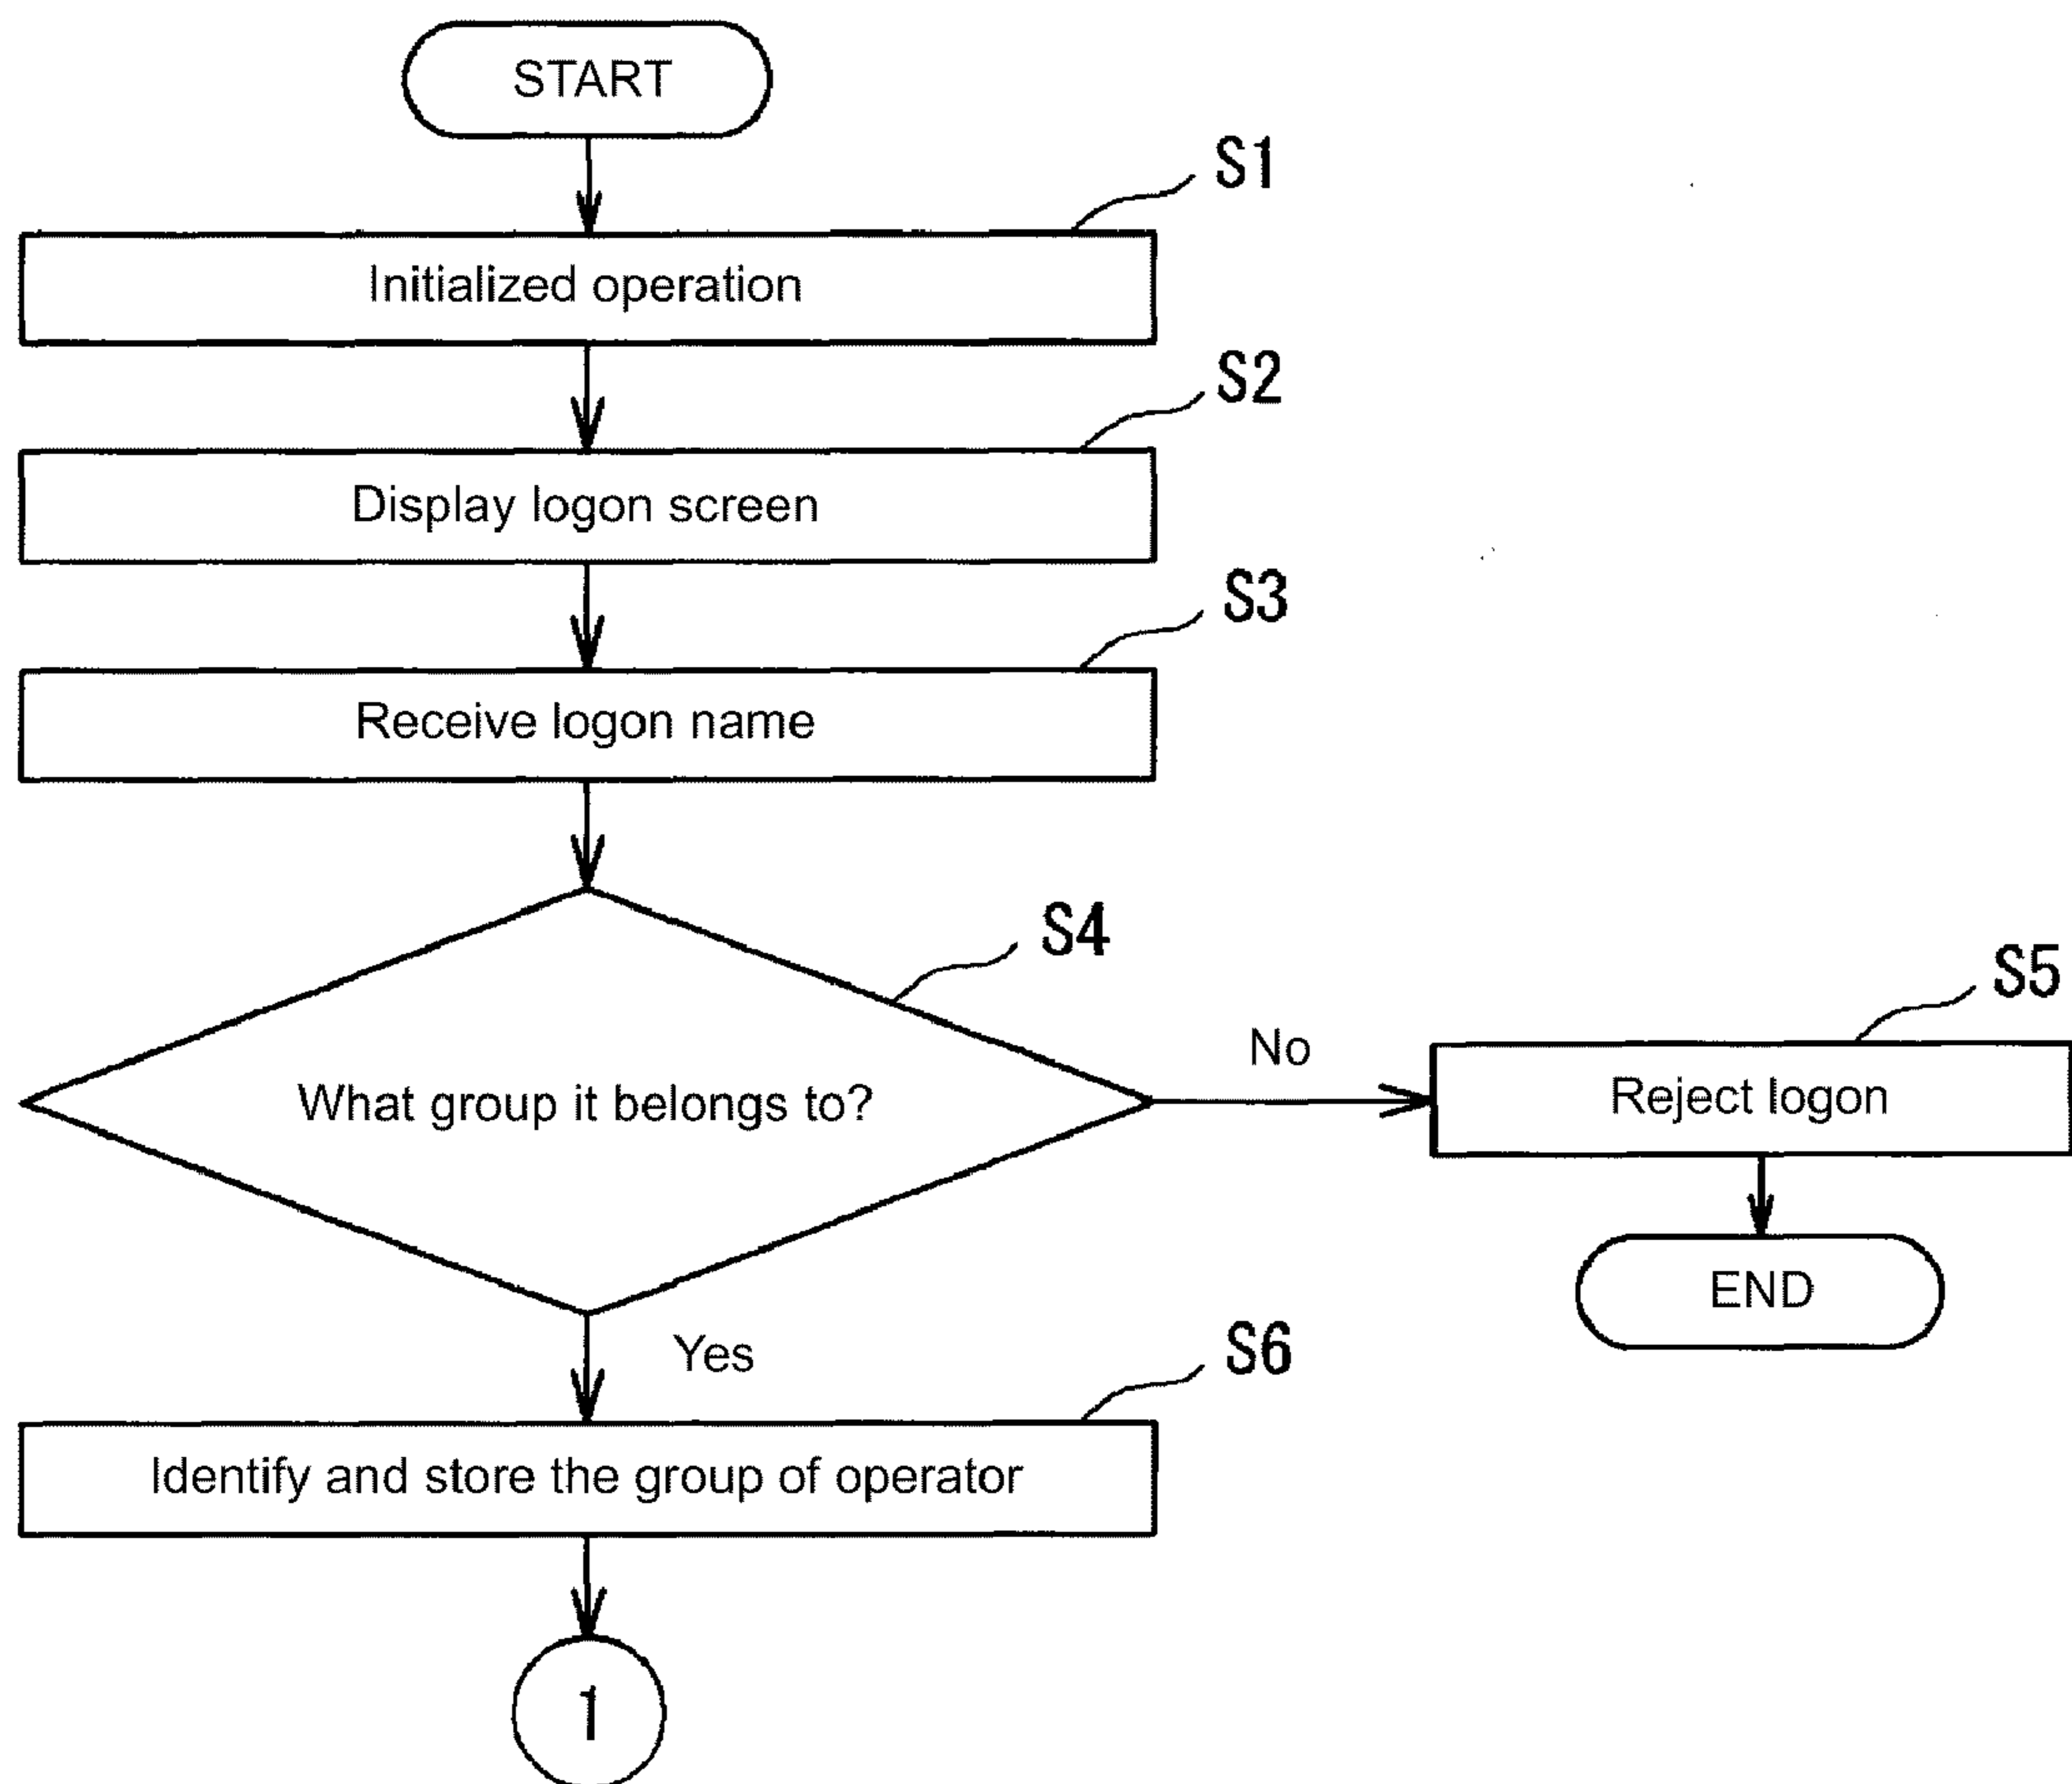 START
S1
Initialized operation
S2
Display logon screen
S3
Receive logon name
S4
What group it belongs to?
No
S5
Reject logon
END
Yes
S6
Identify and store the group of operator
1